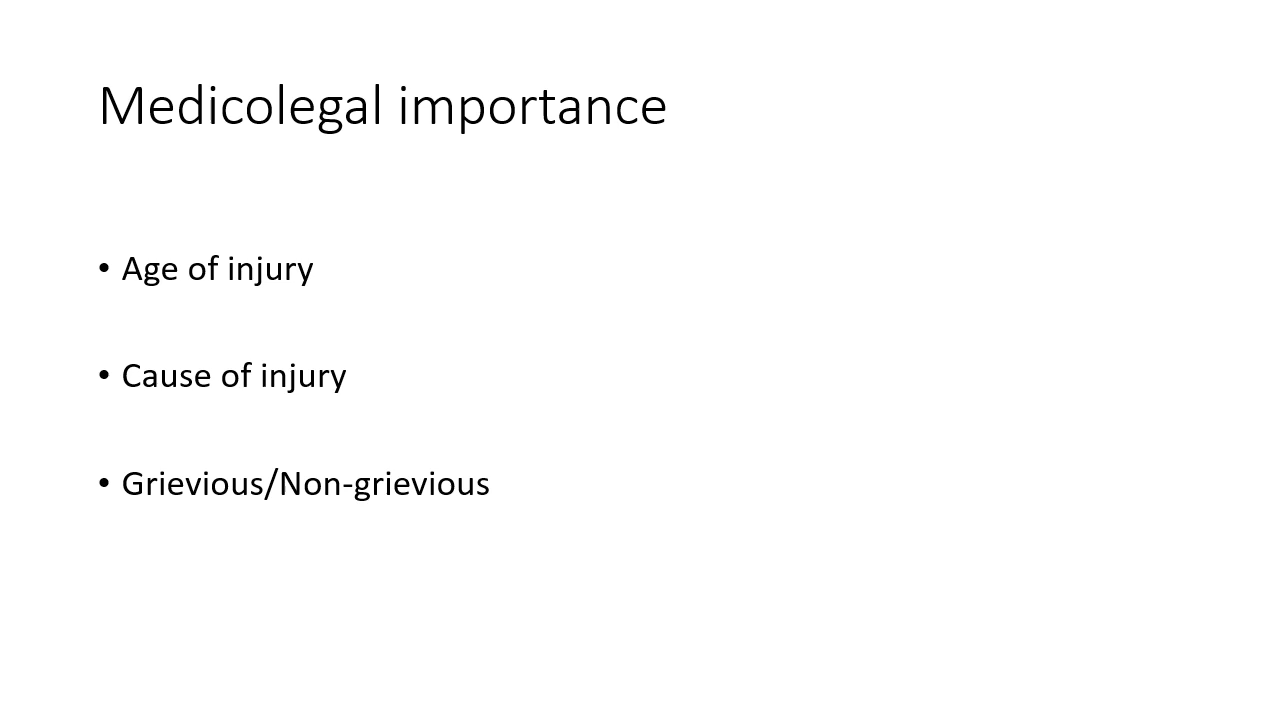 Medicolegal importance
• Age of injury
• Cause of injury
• Grievious/Non-grievious